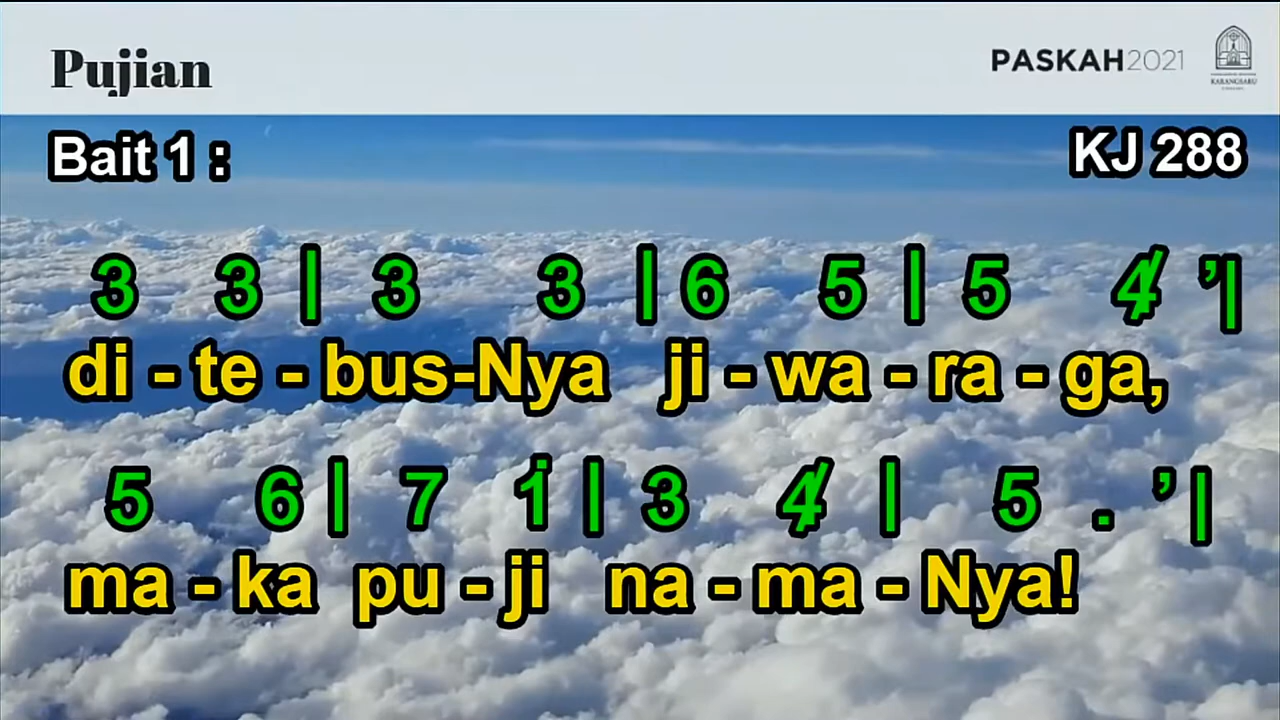 Pujian
PASKAH2021
KARANGSARU
Bait 1 :
KJ 288
3 3 | 3 3 | 6 5 | 5 4̸ ’|
di - te - bus-Nya ji - wa - ra - ga,
5 6 | 7 1̇ | 3 4̸ | 5 . ’ |
ma - ka pu - ji na - ma - Nya!